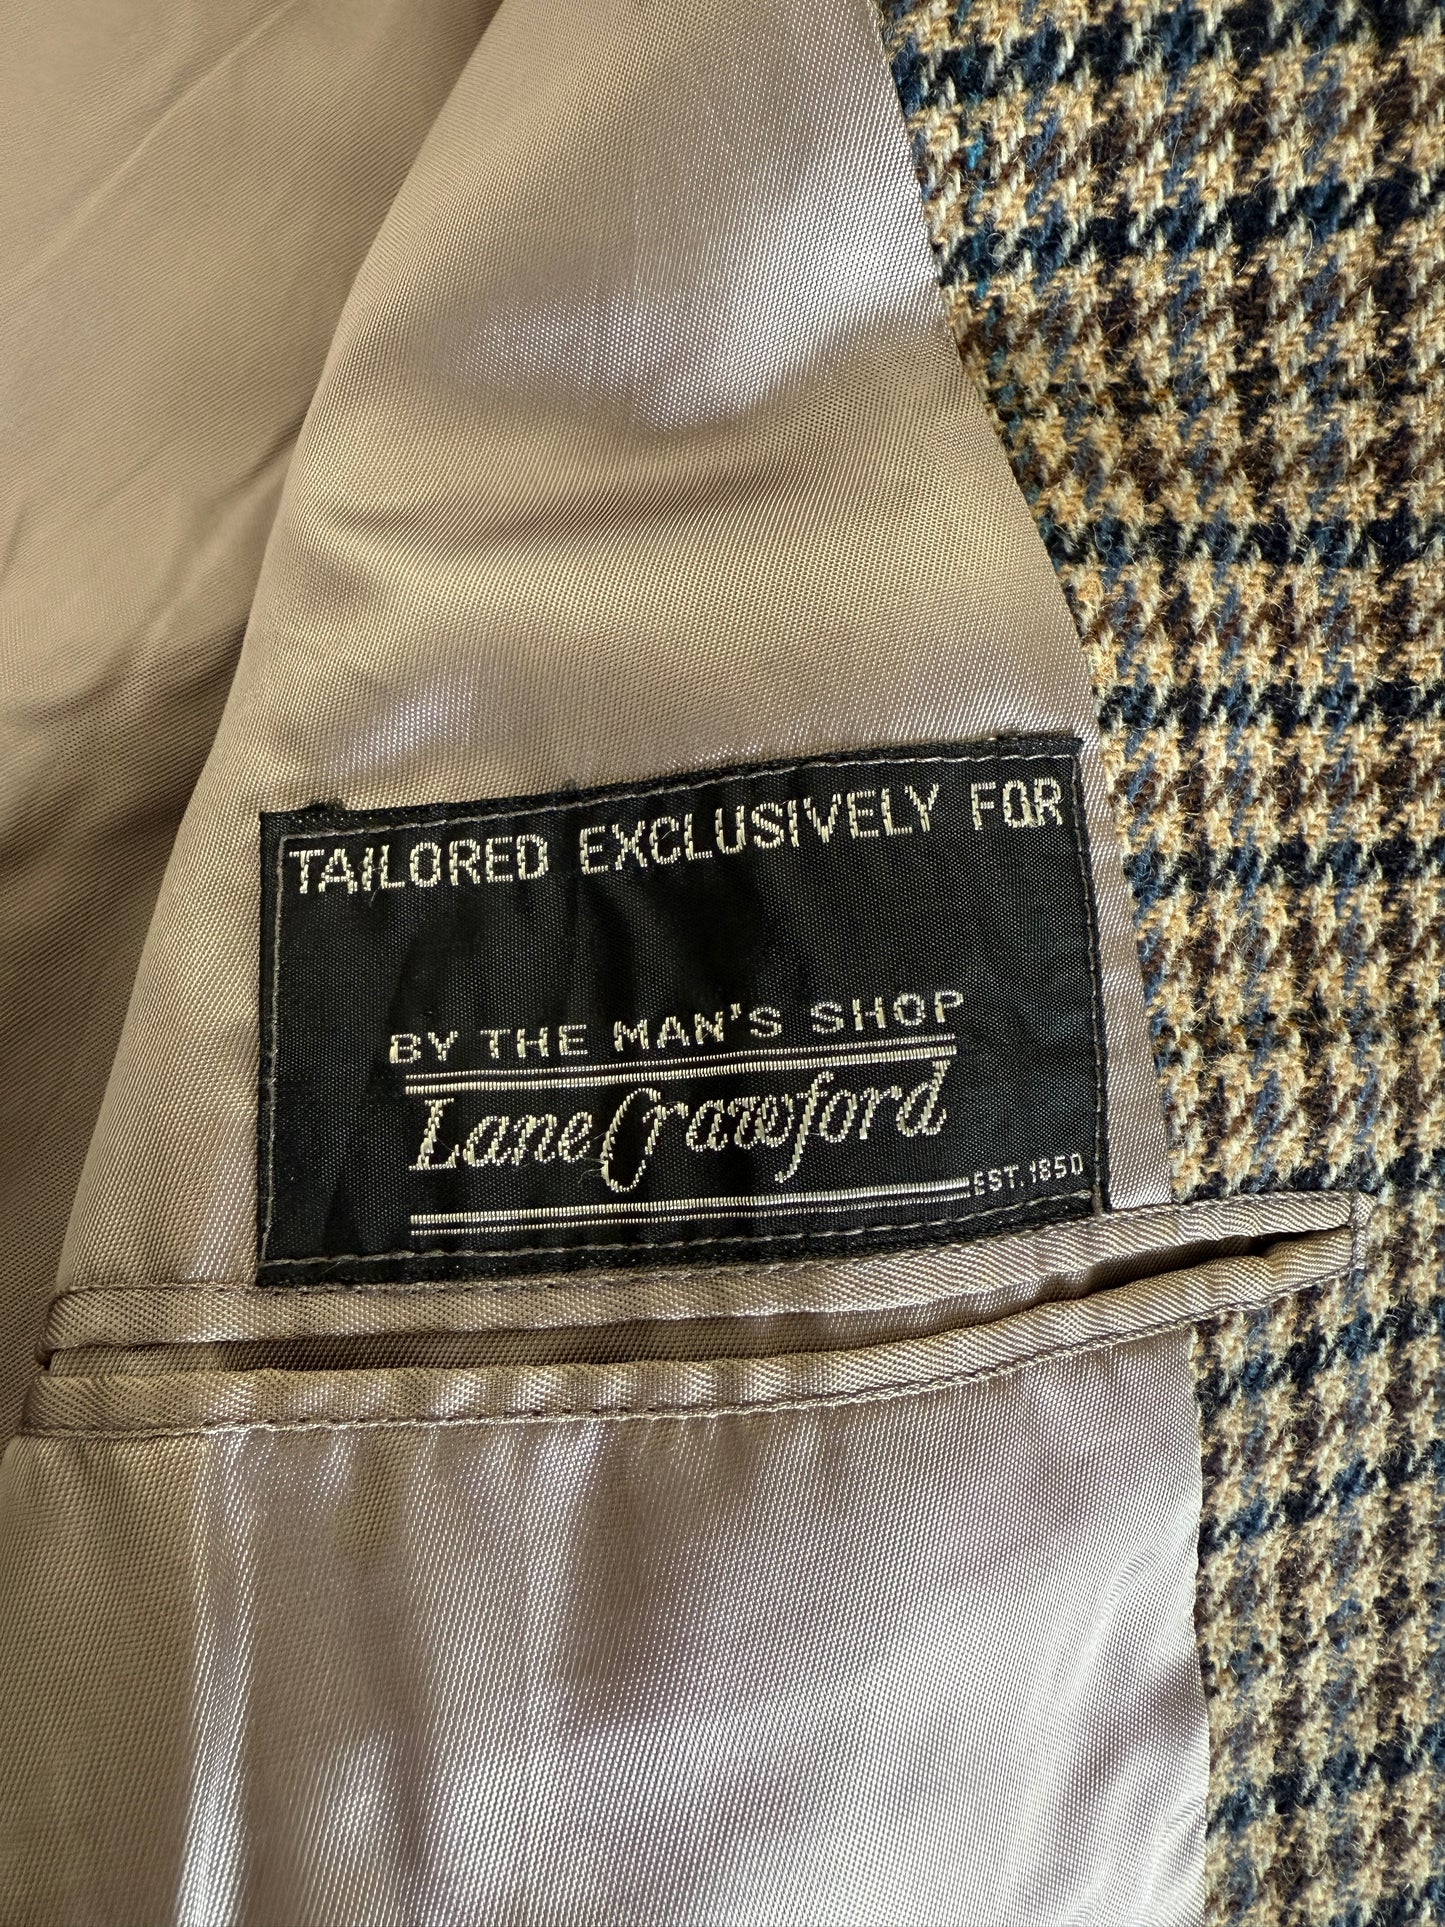 TAILORED EXCLUSIVELY FOR
BY THE MAN'S SHOP
Lane Crawford
EST. 1850